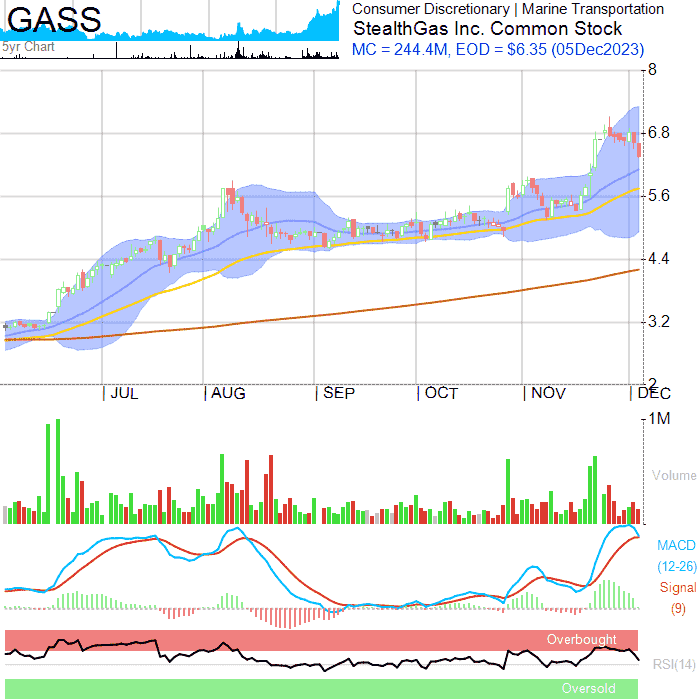 GASS
5yr Chart
Consumer Discretionary | Marine Transportation
StealthGas Inc. Common Stock
MC = 244.4M, EOD = $6.35 (05Dec2023)
8
6.8
5.6
4.4
3.2
2
JUL AUG SEP OCT NOV DEC
1M
Volume
MACD
(12-26)
Signal
(9)
Overbought
RSI(14)
Oversold